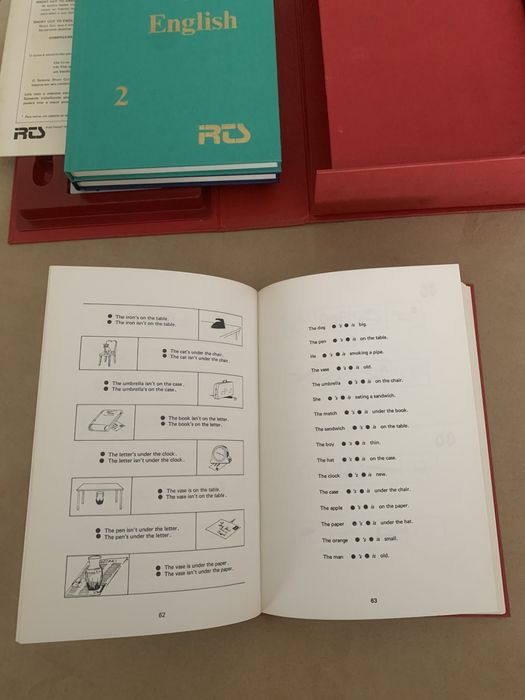 SHORT CUT TO
English
2
RTS
RTS
● The iron's on the table.
● The iron isn't on the table.
● The cat's under the chair.
● The cat isn't under the chair.
● The umbrella isn't on the case.
● The umbrella's on the case.
● The book isn't on the letter.
● The book's on the letter.
● The letter's under the clock.
● The letter isn't under the clock.
● The vase is on the table.
● The vase isn't on the table.
● The pen isn't under the letter.
● The pen's under the letter.
● The vase is under the paper.
● The vase isn't under the paper.
62
The dog ● 's ● is big.
The pen ● 's ● is on the table.
He ● 's ● is smoking a pipe.
The vase ● 's ● is old.
The umbrella ● 's ● is on the chair.
She ● 's ● is eating a sandwich.
The match ● 's ● is under the book.
The sandwich ● 's ● is on the table.
The boy ● 's ● is thin.
The hat ● 's ● is on the case.
The clock ● 's ● is new.
The case ● 's ● is under the chair.
The apple ● 's ● is on the paper.
The paper ● 's ● is under the hat.
The orange ● 's ● is small.
The man ● 's ● is old.
63